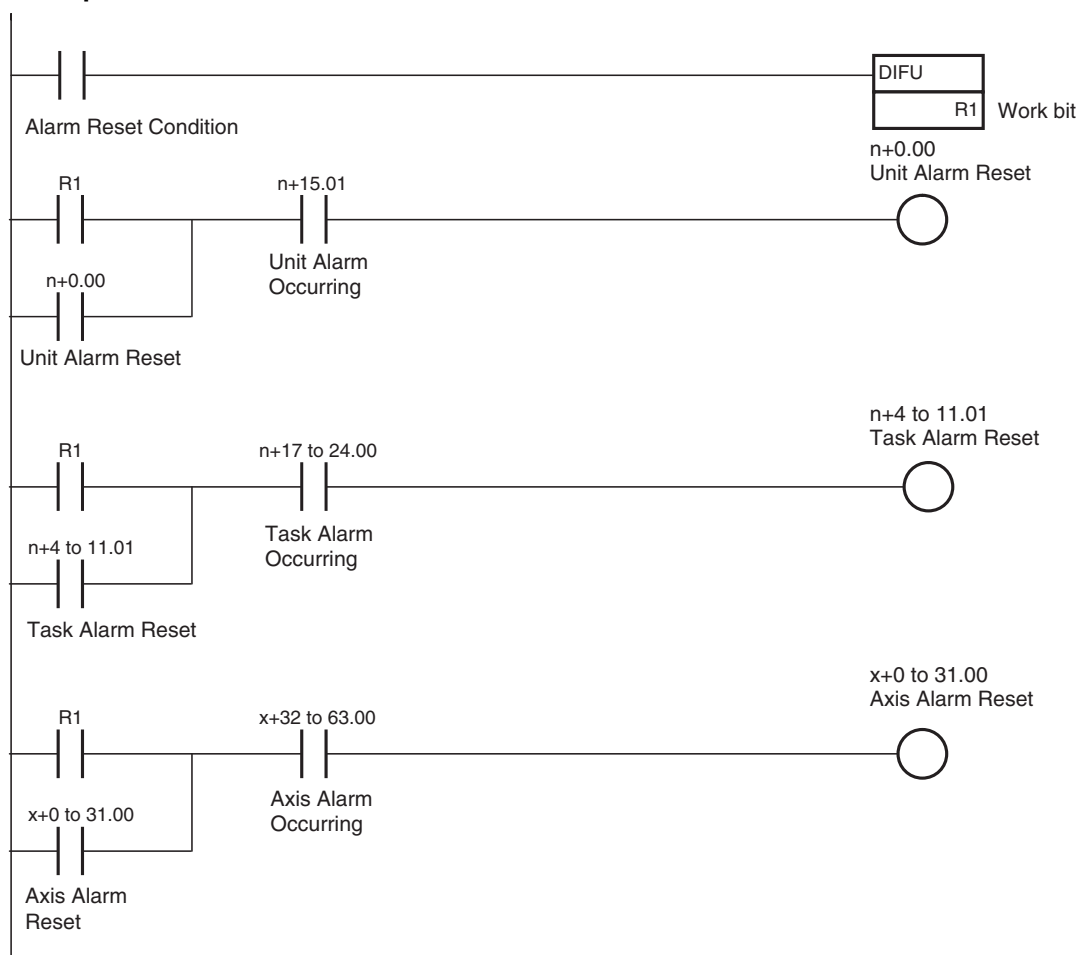 DIFU
R1 Work bit
Alarm Reset Condition
n+0.00
Unit Alarm Reset
R1
n+15.01
Unit Alarm
Occurring
n+0.00
Unit Alarm Reset
n+4 to 11.01
Task Alarm Reset
R1
n+17 to 24.00
Task Alarm
Occurring
n+4 to 11.01
Task Alarm Reset
x+0 to 31.00
Axis Alarm Reset
R1
x+32 to 63.00
Axis Alarm
Occurring
x+0 to 31.00
Axis Alarm
Reset